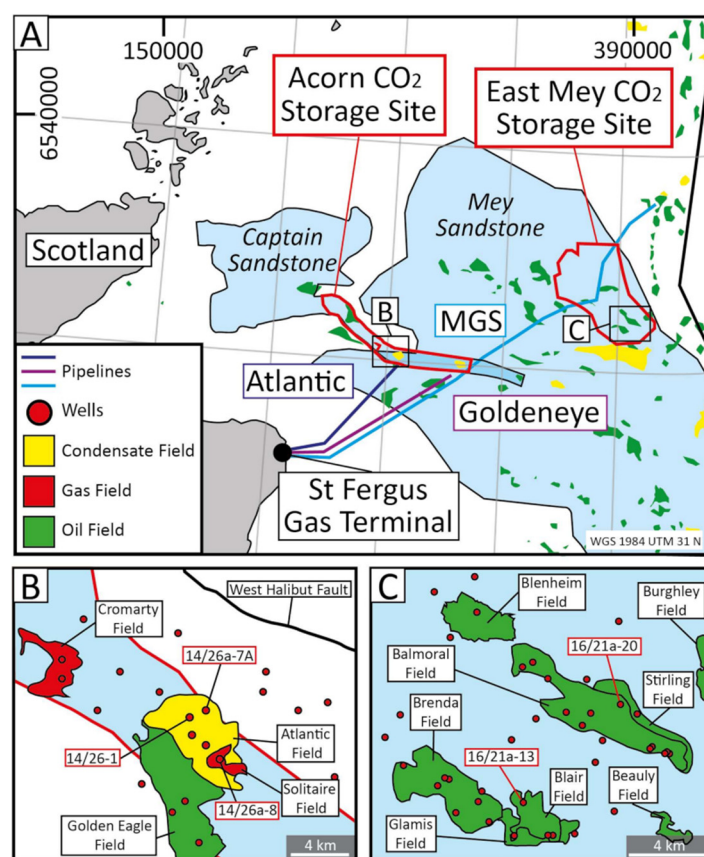 A
150000
390000
6540000
Acorn CO2
Storage Site
East Mey CO2
Storage Site
Mey
Sandstone
Captain
Sandstone
Scotland
B
MGS
C
Atlantic
Goldeneye
St Fergus
Gas Terminal
WGS 1984 UTM 31 N
Pipelines
Wells
Condensate Field
Gas Field
Oil Field
B
West Halibut Fault
Cromarty
Field
14/26a-7A
Atlantic
Field
14/26-1
Solitaire
Field
14/26a-8
Golden Eagle
Field
4 km
C
Blenheim
Field
Burghley
Field
16/21a-20
Balmoral
Field
Stirling
Field
Brenda
Field
16/21a-13
Blair
Field
Beauly
Field
Glamis
Field
4 km